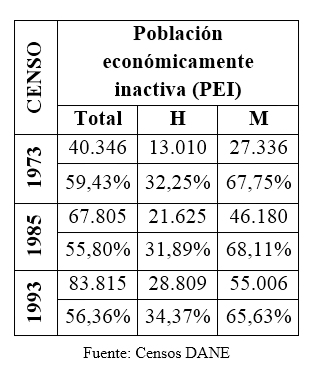 CENSO
Población
económicamente
inactiva (PEI)
Total H M
1973
40.346 13.010 27.336
59,43% 32,25% 67,75%
1985
67.805 21.625 46.180
55,80% 31,89% 68,11%
1993
83.815 28.809 55.006
56,36% 34,37% 65,63%
Fuente: Censos DANE